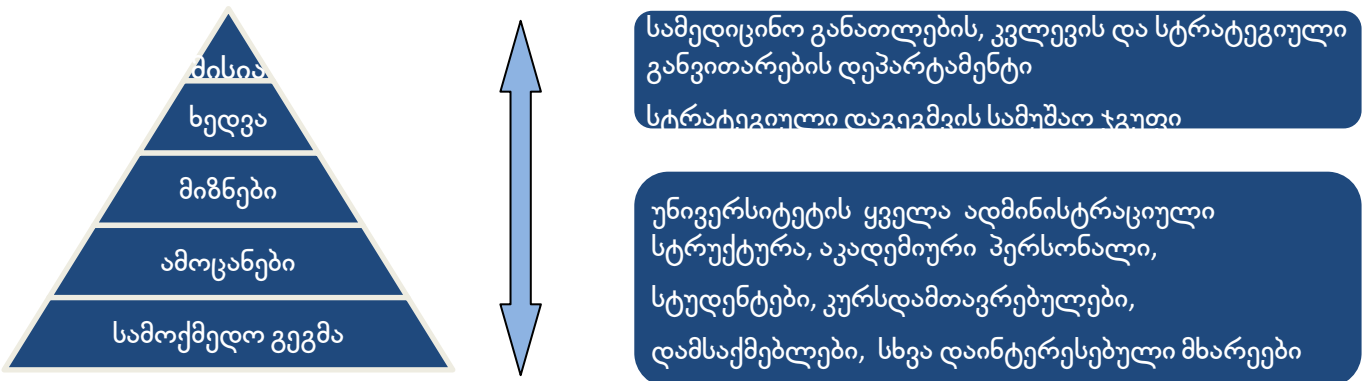 მისია
ხედვა
მიზნები
ამოცანები
სამოქმედო გეგმა
სამედიცინო განათლების, კვლევის და სტრატეგიული
განვითარების დეპარტამენტი
სტრატეგიული დაგეგმვის სამუშაო ჯგუფი
უნივერსიტეტის ყველა ადმინისტრაციული
სტრუქტურა, აკადემიური პერსონალი,
სტუდენტები, კურსდამთავრებულები,
დამსაქმებლები, სხვა დაინტერესებული მხარეები